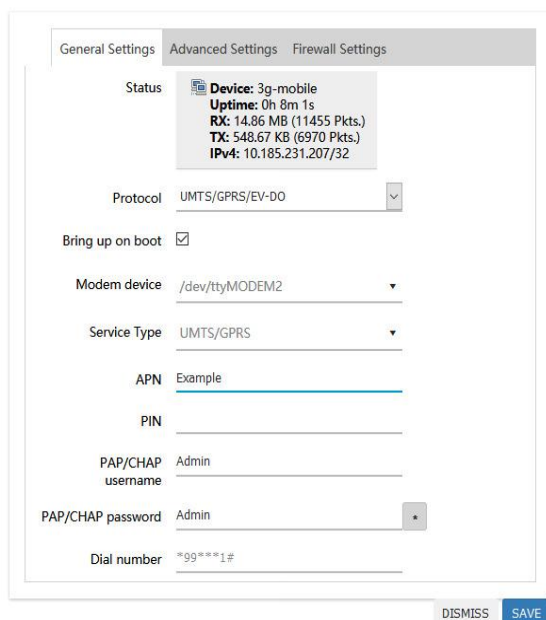 General Settings Advanced Settings Firewall Settings
Status
Device: 3g-mobile
Uptime: 0h 8m 1s
RX: 14.86 MB (11455 Pkts.)
TX: 548.67 KB (6970 Pkts.)
IPv4: 10.185.231.207/32
Protocol UMTS/GPRS/EV-DO
Bring up on boot
Modem device /dev/ttyMODEM2
Service Type UMTS/GPRS
APN Example
PIN
PAP/CHAP
username Admin
PAP/CHAP password Admin *
Dial number *99***1#
DISMISS SAVE